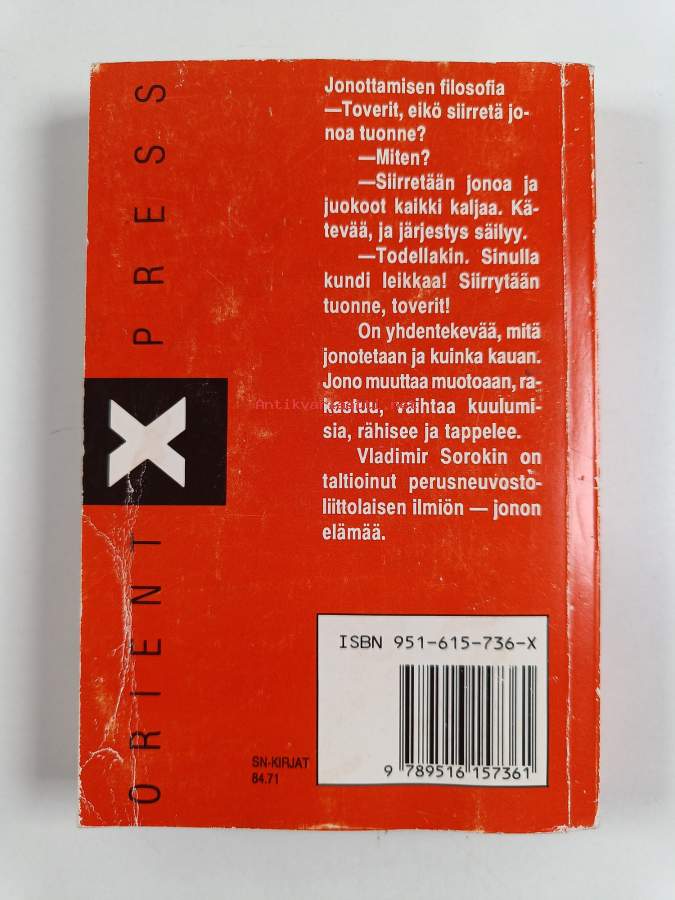 ORIENT X PRESS
Jonottamisen filosofia
—Toverit, eikö siirretä jo-
noa tuonne?
—Miten?
—Siirretään jonoa ja
juokoot kaikki kaljaa. Kä-
tevää, ja järjestys säilyy.
—Todellakin. Sinulla
kundi leikkaa! Siirrytään
tuonne, toverit!
On yhdentekevää, mitä
jonotetaan ja kuinka kauan.
Jono muuttaa muotoaan, ra-
kastuu, vaihtaa kuulumi-
sia, rähisee ja tappelee.
Vladimir Sorokin on
taltioinut perusneuvosto-
liittolaisen ilmiön — jonon
elämää.
ISBN 951-615-736-X
9 789516 157361
SN-KIRJAT
84.71